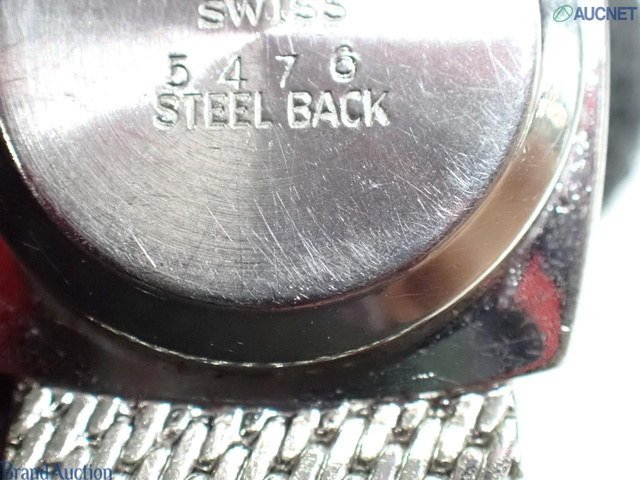 AUCNET
SWISS
5476
STEEL BACK
BrandAuction